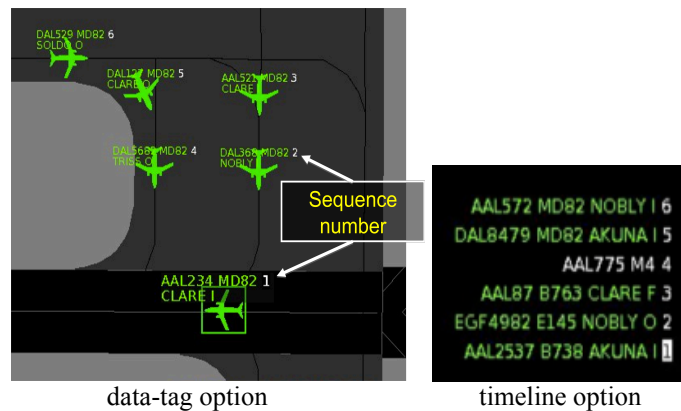 DAL529 MD82 6
SOLDO O
DAL127 MD82 5
CLARE O
AAL521 MD82 3
CLARE
DAL5682 MD82 4
TRISS O
DAL368 MD82 2
NOBLY
Sequence
number
AAL234 MD82 1
CLARE I
AAL572 MD82 NOBLY I 6
DAL8479 MD82 AKUNA I 5
AAL775 M4 4
AAL87 B763 CLARE F 3
EGF4982 E145 NOBLY O 2
AAL2537 B738 AKUNA I 1
data-tag option
timeline option